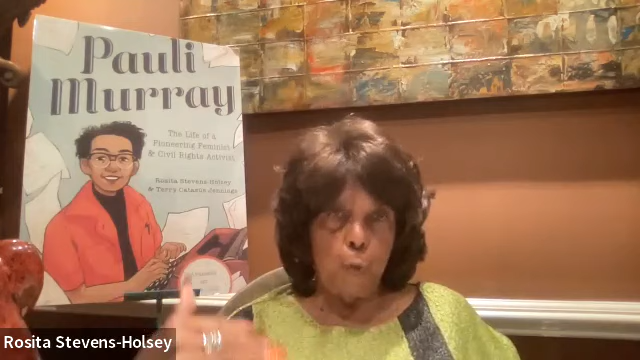 Pauli
Murray
The Life of a
Pioneering Feminist
& Civil Rights Activist
Rosita Stevens-Holsey
& Terry Catasús Jennings
Rosita Stevens-Holsey